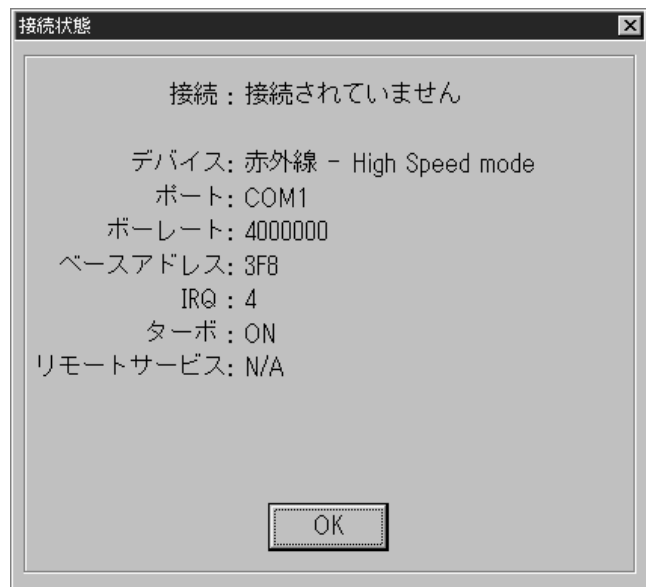 接続状態
接続 : 接続されていません
デバイス: 赤外線 - High Speed mode
ポート: COM1
ボーレート: 4000000
ベースアドレス: 3F8
IRQ : 4
ターボ : ON
リモートサービス: N/A
OK